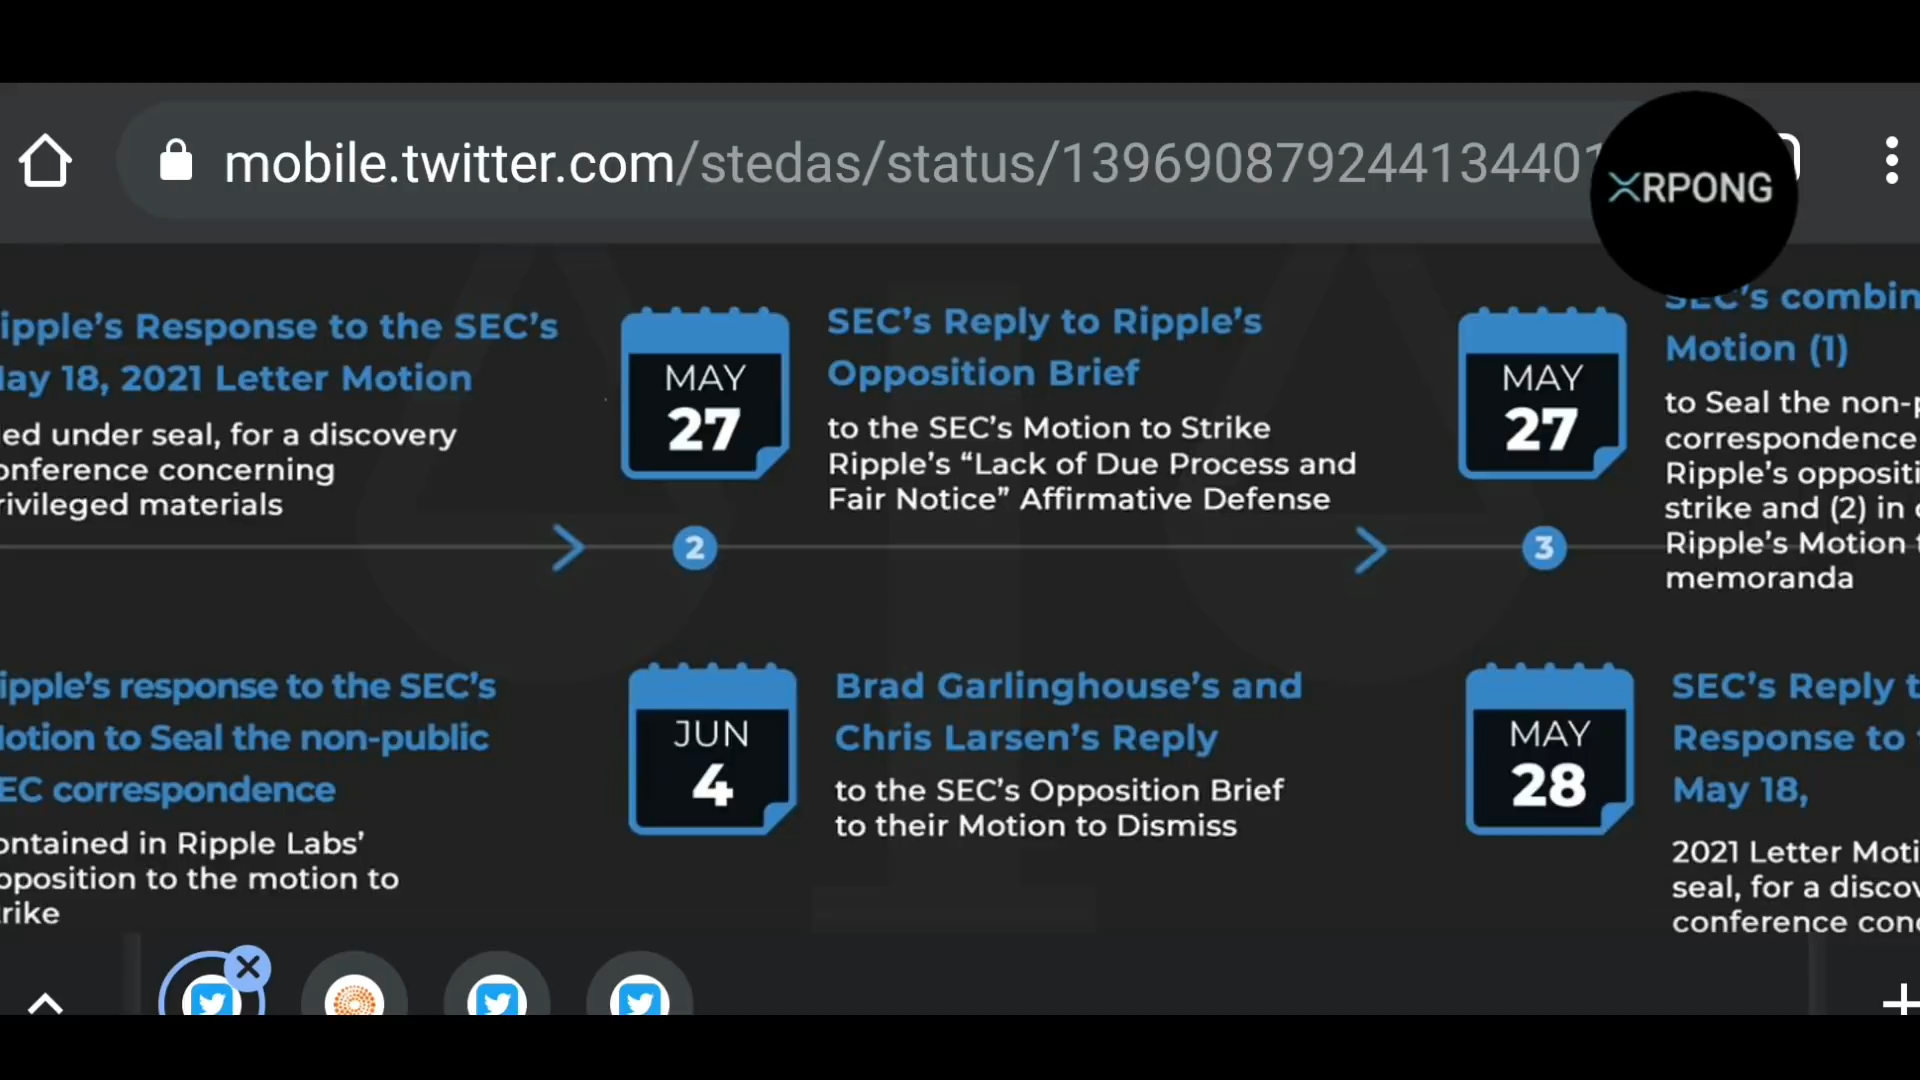 mobile.twitter.com/stedas/status/139690879244134401
XRPONG
ipple's Response to the SEC's
May 18, 2021 Letter Motion
ed under seal, for a discovery
onference concerning
rivileged materials
MAY
27
SEC's Reply to Ripple's
Opposition Brief
to the SEC's Motion to Strike
Ripple's “Lack of Due Process and
Fair Notice” Affirmative Defense
MAY
27
SEC's combin
Motion (1)
to Seal the non-p
correspondence
Ripple's oppositi
strike and (2) in
Ripple's Motion t
memoranda
2
3
ipple's response to the SEC's
Motion to Seal the non-public
EC correspondence
ontained in Ripple Labs'
pposition to the motion to
rike
JUN
4
Brad Garlinghouse's and
Chris Larsen's Reply
to the SEC's Opposition Brief
to their Motion to Dismiss
MAY
28
SEC's Reply t
Response to
May 18,
2021 Letter Moti
seal, for a discov
conference con